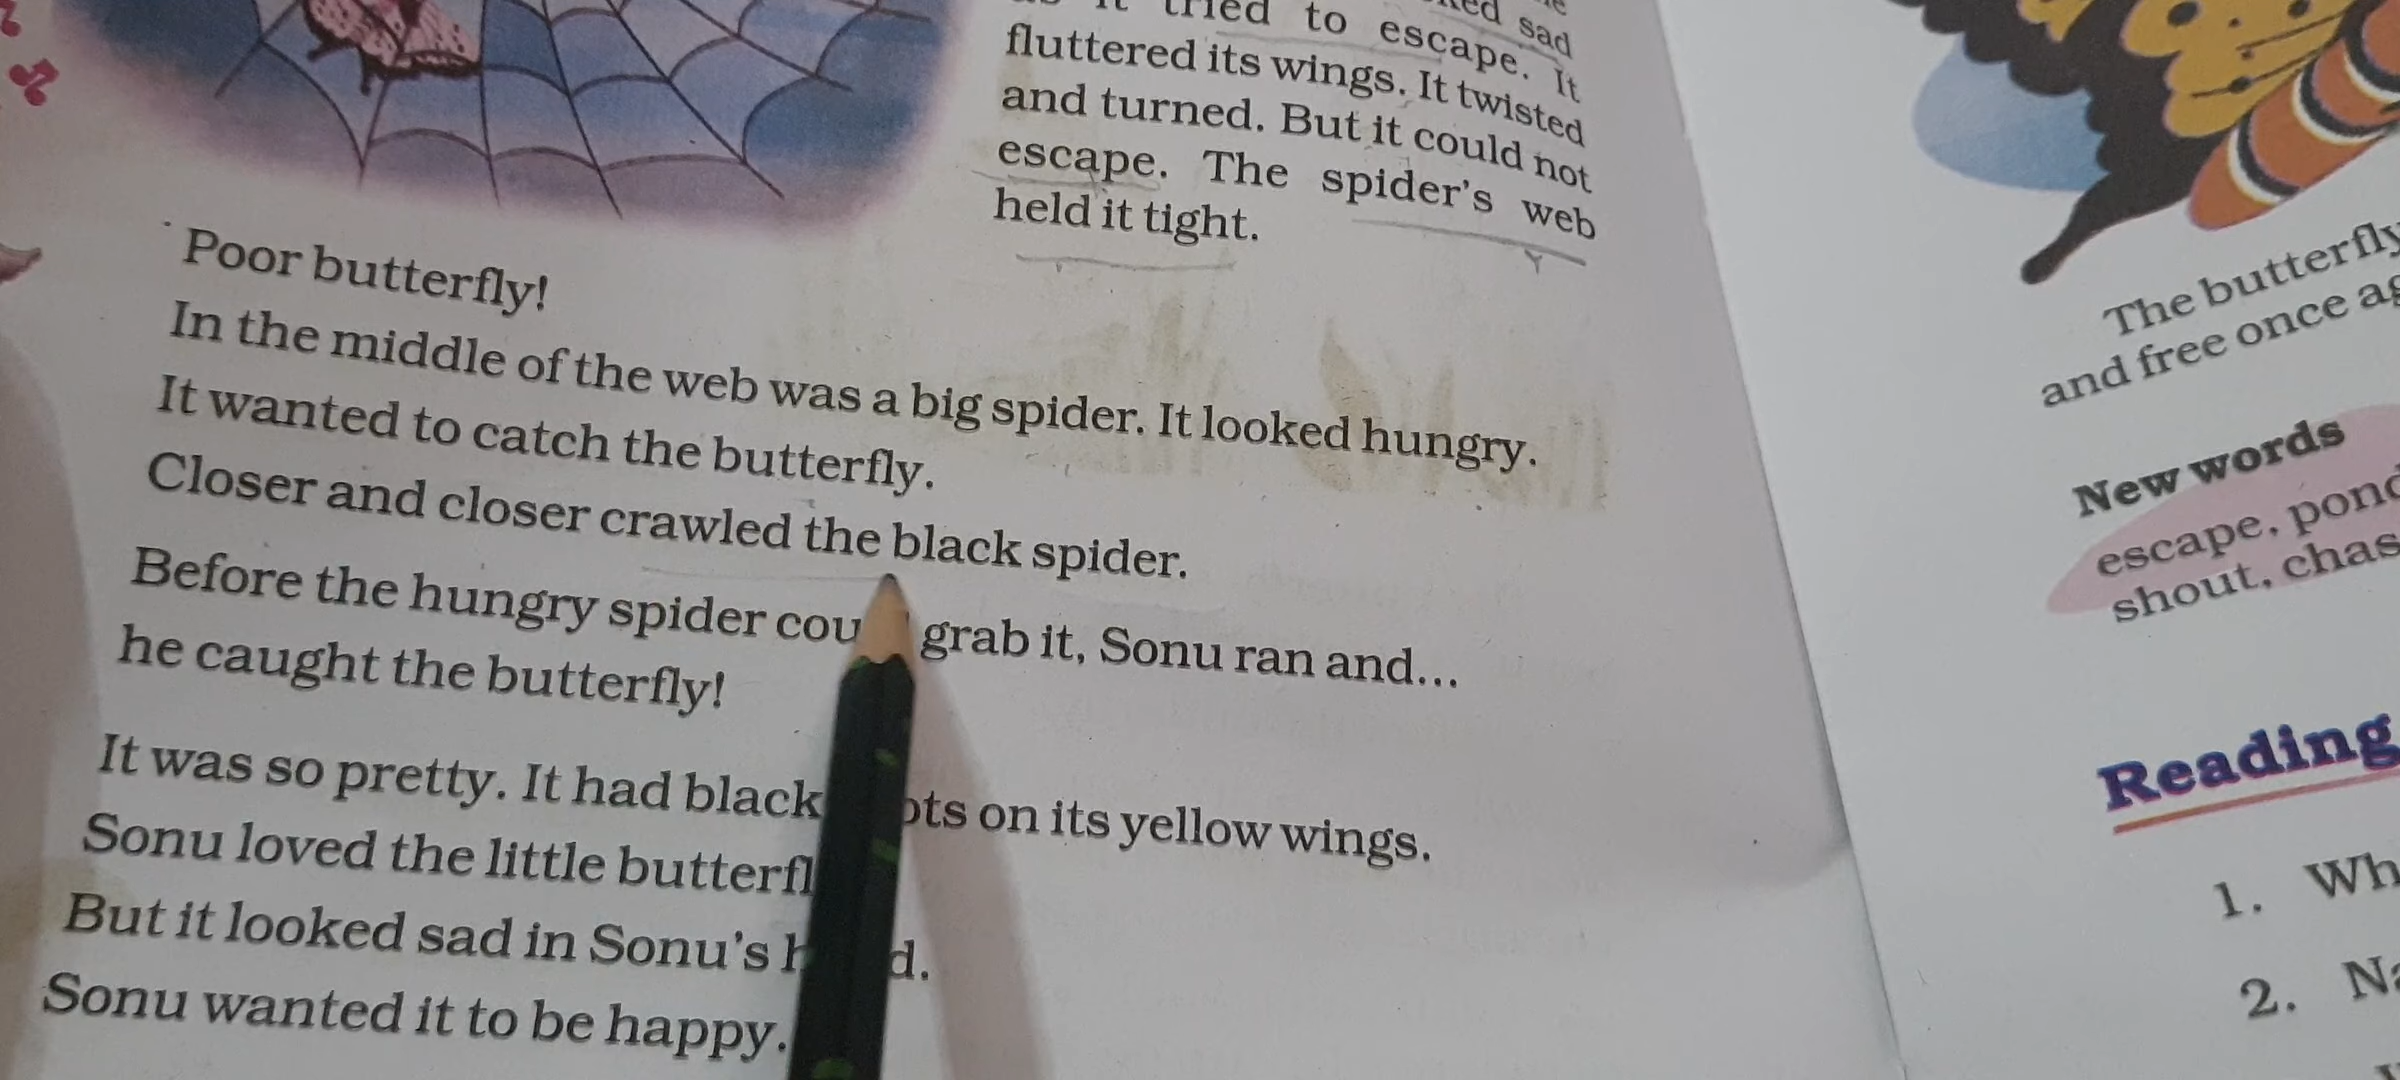 tried to escape. It
sad
fluttered its wings. It twisted
and turned. But it could not
escape. The spider's web
held it tight.
Poor butterfly!
In the middle of the web was a big spider. It looked hungry.
It wanted to catch the butterfly.
Closer and closer crawled the black spider.
Before the hungry spider grab it, Sonu ran and...
he caught the butterfly!
It was so pretty. It had black on its yellow wings.
Sonu loved the little
But it looked sad in Sonu's
Sonu wanted it to be happy.
The butterfly
and free once
New words
escape, pond
shout, chas
Reading
1. Wh
2. Na